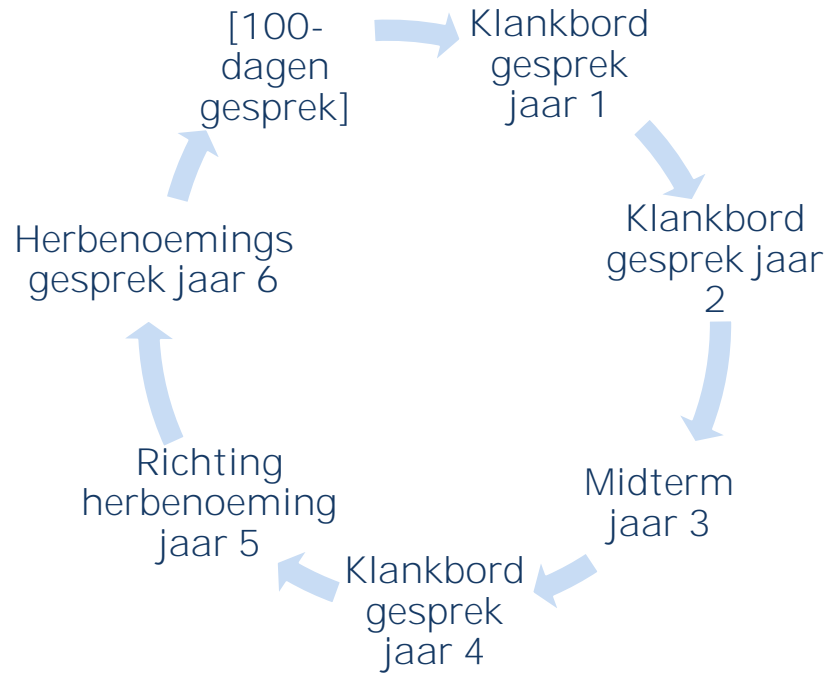 [100-
dagen
gesprek]
Klankbord
gesprek
jaar 1
Klankbord
gesprek jaar
2
Midterm
jaar 3
Klankbord
gesprek
jaar 4
Richting
herbenoeming
jaar 5
Herbenoemings
gesprek jaar 6